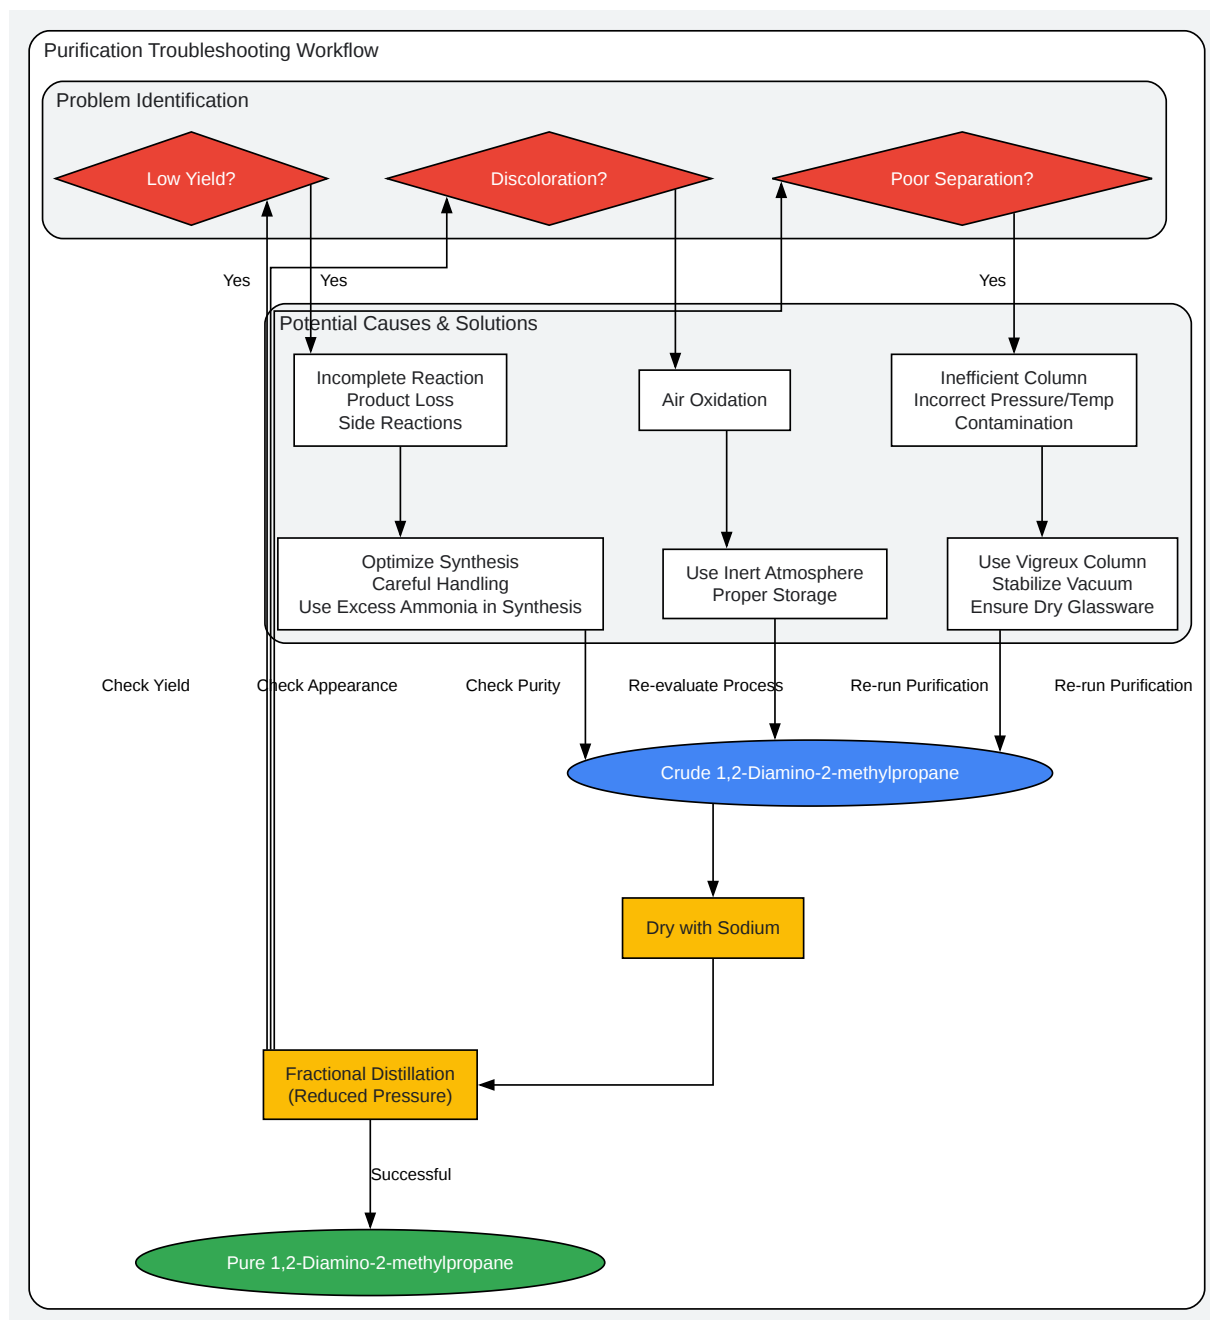 Purification Troubleshooting Workflow
Problem Identification
Low Yield?
Discoloration?
Poor Separation?
Yes
Yes
Yes
Potential Causes & Solutions
Incomplete Reaction
Product Loss
Side Reactions
Air Oxidation
Inefficient Column
Incorrect Pressure/Temp
Contamination
Optimize Synthesis
Careful Handling
Use Excess Ammonia in Synthesis
Use Inert Atmosphere
Proper Storage
Use Vigreux Column
Stabilize Vacuum
Ensure Dry Glassware
Check Yield
Check Appearance
Check Purity
Re-evaluate Process
Re-run Purification
Re-run Purification
Crude 1,2-Diamino-2-methylpropane
Dry with Sodium
Fractional Distillation
(Reduced Pressure)
Successful
Pure 1,2-Diamino-2-methylpropane